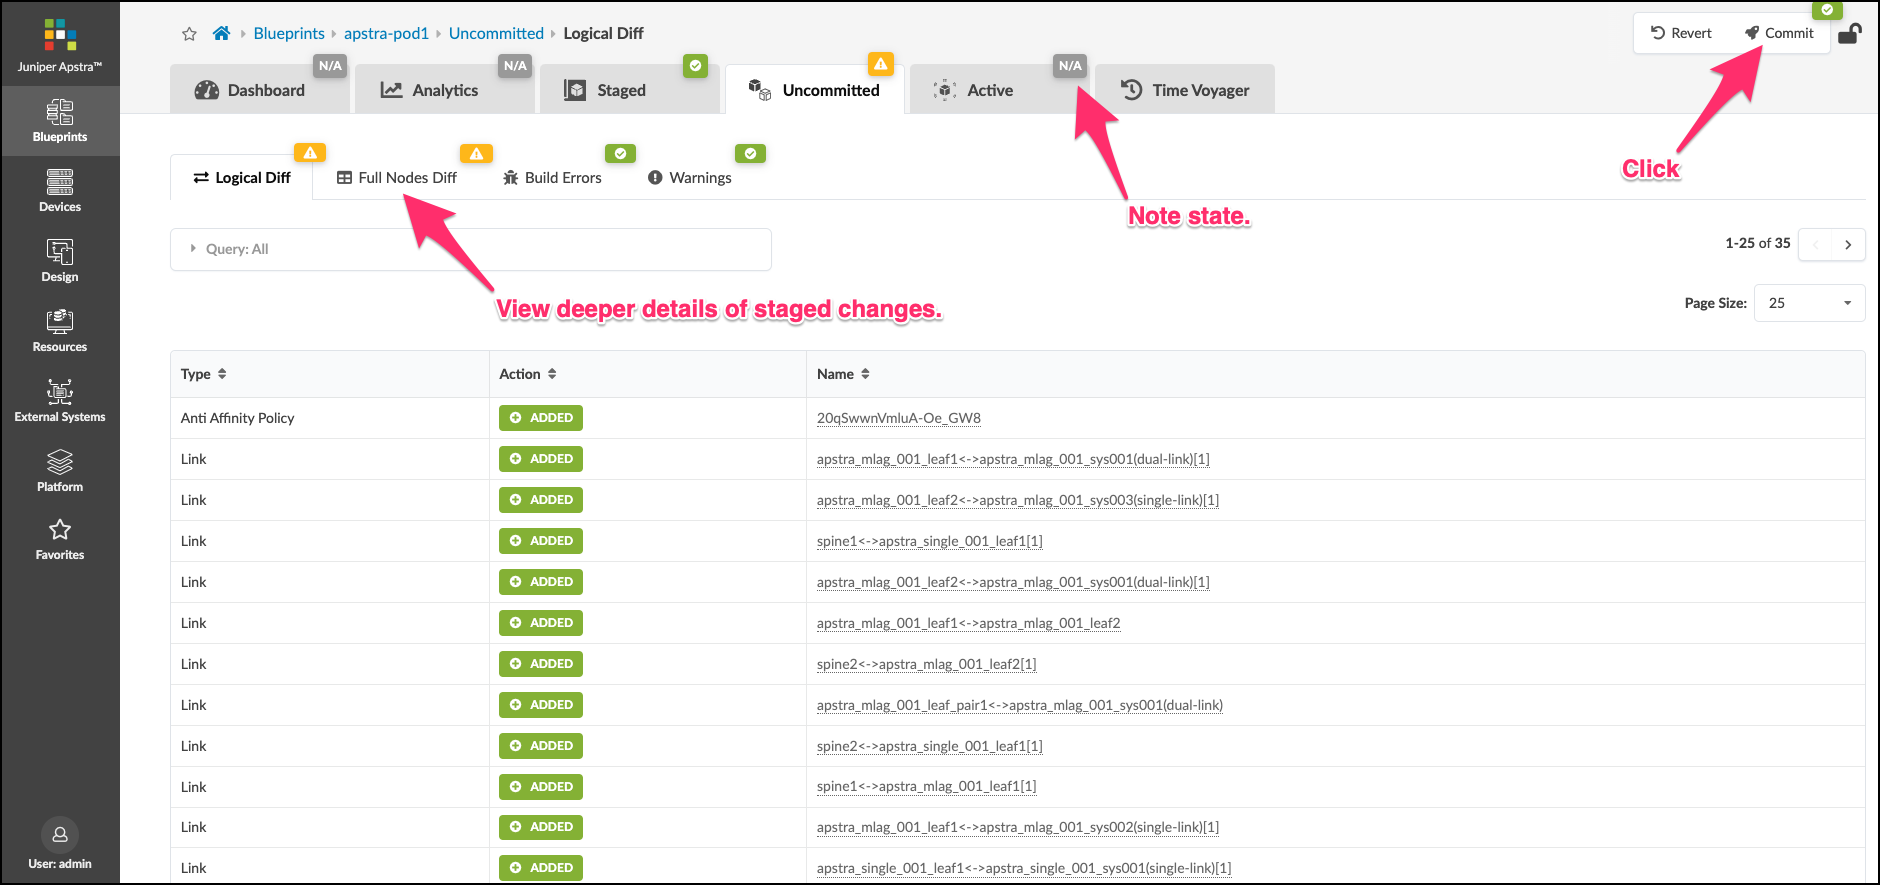 Juniper Apstra™
Blueprints
Devices
Design
Resources
External Systems
Platform
Favorites
User: admin
Blueprints apstra-pod1 Uncommitted Logical Diff
Revert Commit
N/A N/A N/A
Dashboard Analytics Staged Uncommitted Active Time Voyager
Click
Logical Diff Full Nodes Diff Build Errors Warnings
Note state.
Query: All
1-25 of 35
View deeper details of staged changes.
Page Size: 25
Type Action Name
Anti Affinity Policy ADDED 20qSwwnVmluA-Oe_GW8
Link ADDED apstra_mlag_001_leaf1<->apstra_mlag_001_sys001(dual-link)[1]
Link ADDED apstra_mlag_001_leaf2<->apstra_mlag_001_sys003(single-link)[1]
Link ADDED spine1<->apstra_single_001_leaf1[1]
Link ADDED apstra_mlag_001_leaf2<->apstra_mlag_001_sys001(dual-link)[1]
Link ADDED apstra_mlag_001_leaf1<->apstra_mlag_001_leaf2
Link ADDED spine2<->apstra_mlag_001_leaf2[1]
Link ADDED apstra_mlag_001_leaf_pair1<->apstra_mlag_001_sys001(dual-link)
Link ADDED spine2<->apstra_single_001_leaf1[1]
Link ADDED spine1<->apstra_mlag_001_leaf1[1]
Link ADDED apstra_mlag_001_leaf1<->apstra_mlag_001_sys002(single-link)[1]
Link ADDED apstra_single_001_leaf1<->apstra_single_001_sys001(single-link)[1]